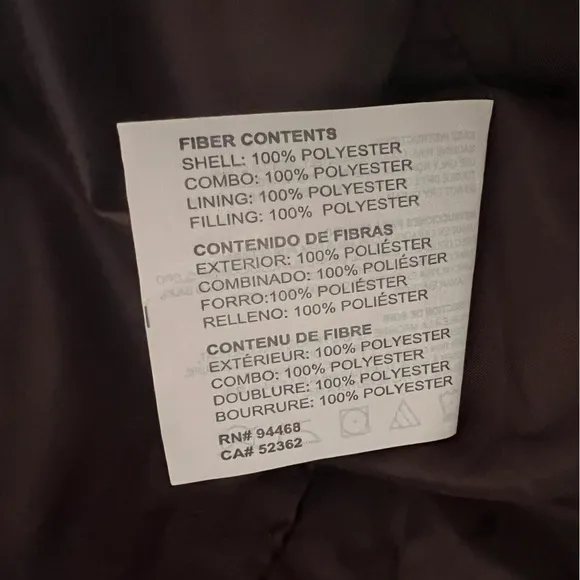 FIBER CONTENTS
SHELL: 100% POLYESTER
COMBO: 100% POLYESTER
LINING: 100% POLYESTER
FILLING: 100% POLYESTER
CONTENIDO DE FIBRAS
EXTERIOR: 100% POLIÉSTER
COMBINADO: 100% POLIÉSTER
FORRO:100% POLIÉSTER
RELLENO: 100% POLIÉSTER
CONTENU DE FIBRE
EXTÉRIEUR: 100% POLYESTER
COMBO: 100% POLYESTER
DOUBLURE: 100% POLYESTER
BOURRURE: 100% POLYESTER
RN# 94468
CA# 52362